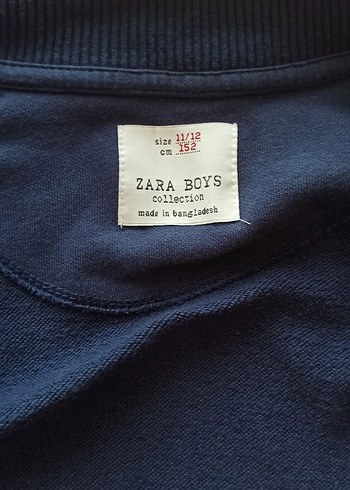 size 11/12
cm 152
ZARA BOYS
collection
made in bangladesh